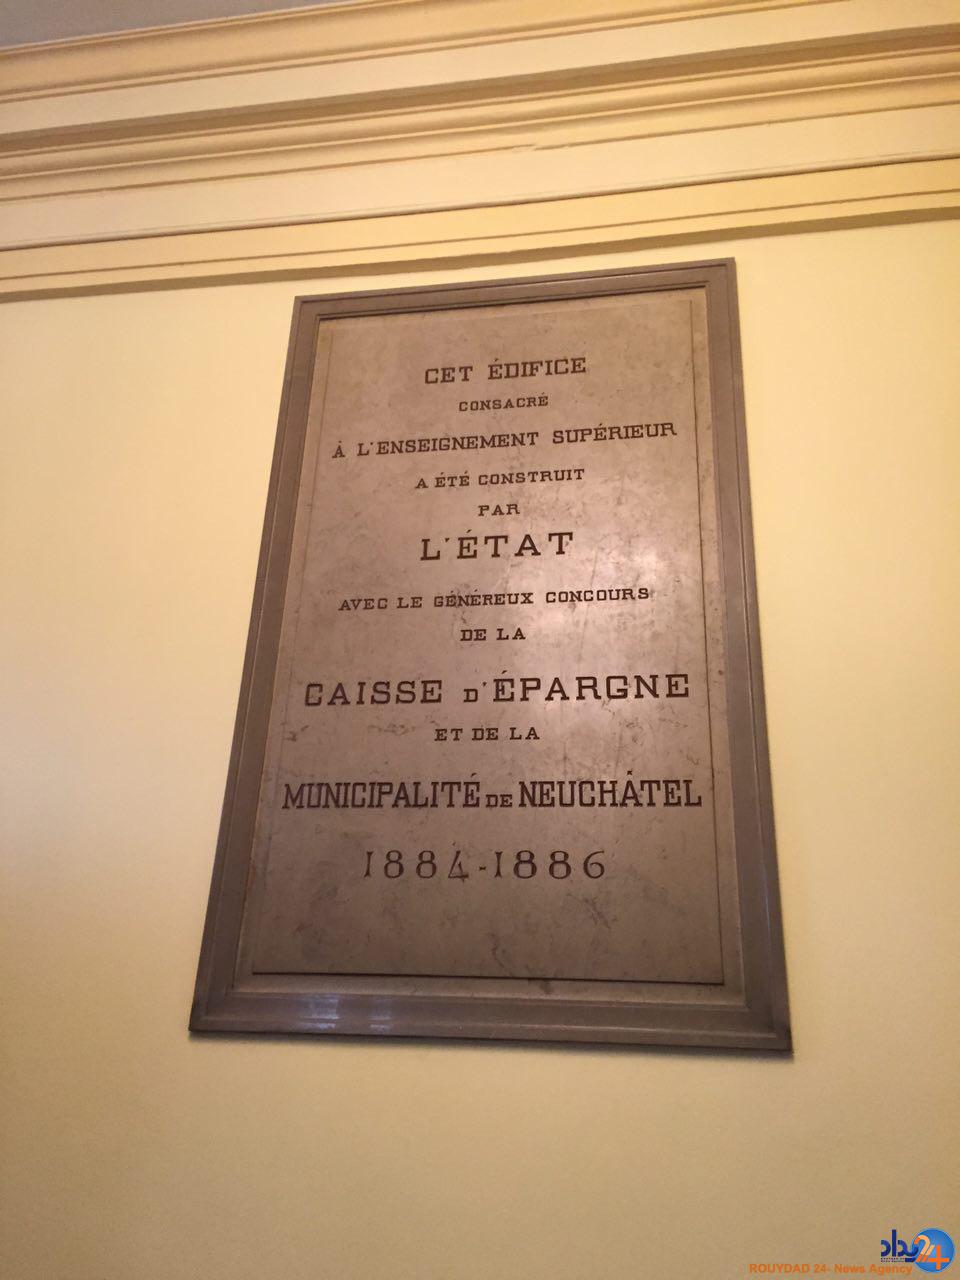 CET ÉDIFICE
CONSACRÉ
À L'ENSEIGNEMENT SUPÉRIEUR
A ÉTÉ CONSTRUIT
PAR
L'ÉTAT
AVEC LE GÉNÉREUX CONCOURS
DE LA
CAISSE D'ÉPARGNE
ET DE LA
MUNICIPALITÉ DE NEUCHÂTEL
1884-1886
رویداد24
ROUYDAD 24- News Agency